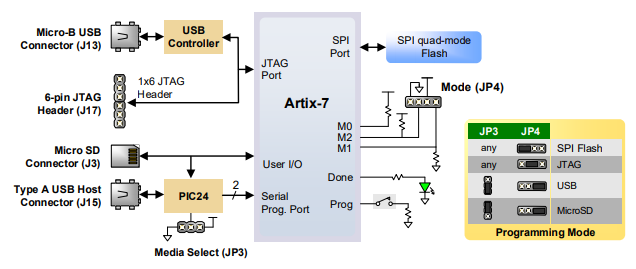 Micro-B USB
Connector (J13)
USB
Controller
6-pin JTAG
Header (J17)
1x6 JTAG
Header
Micro SD
Connector (J3)
Type A USB Host
Connector (J15)
PIC24
2
Media Select (JP3)
JTAG
Port
SPI
Port
Artix-7
M0
M2
M1
User I/O
Done
Serial
Prog. Port
Prog
SPI quad-mode
Flash
Mode (JP4)
JP3 JP4
any SPI Flash
any JTAG
USB
MicroSD
Programming Mode